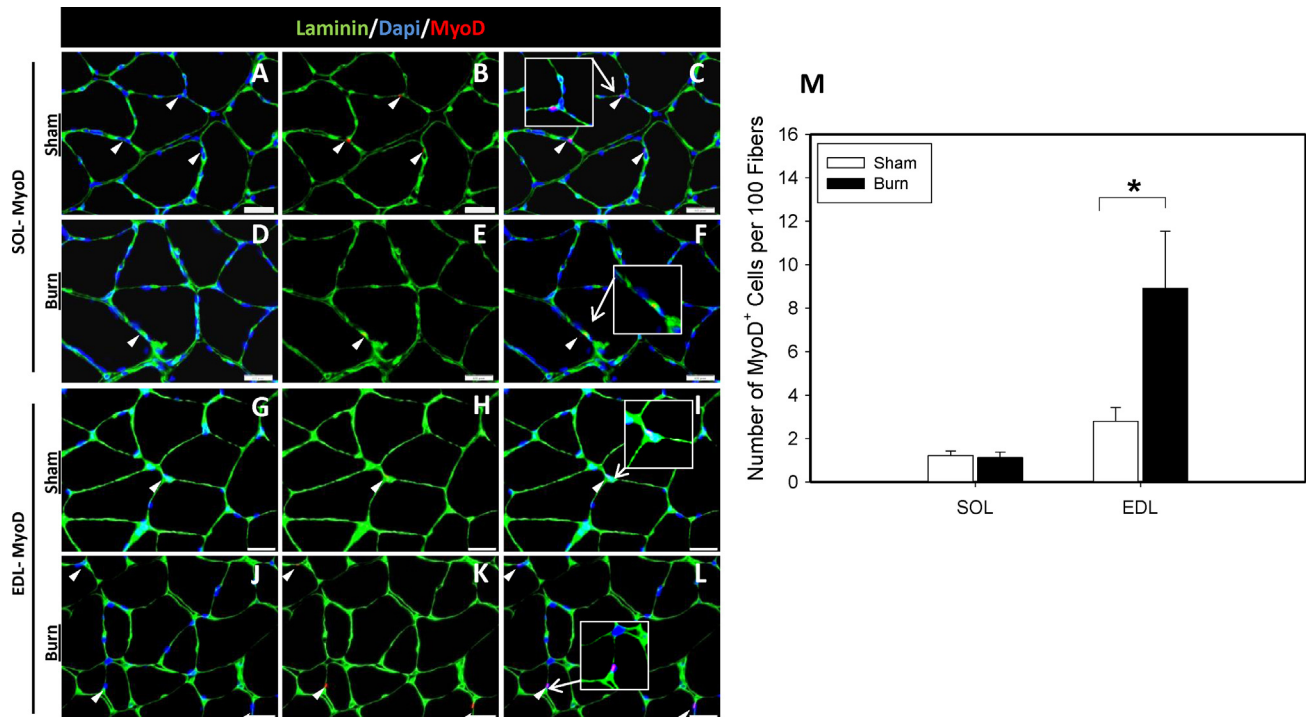 Laminin/Dapi/MyoD
SOL- MyoD
Sham
A
B
C
Burn
D
E
F
EDL- MyoD
Sham
G
H
I
Burn
J
K
L
M
Number of MyoD⁺ Cells per 100 Fibers
16
14
12
10
8
6
4
2
0
Sham
Burn
*
SOL
EDL